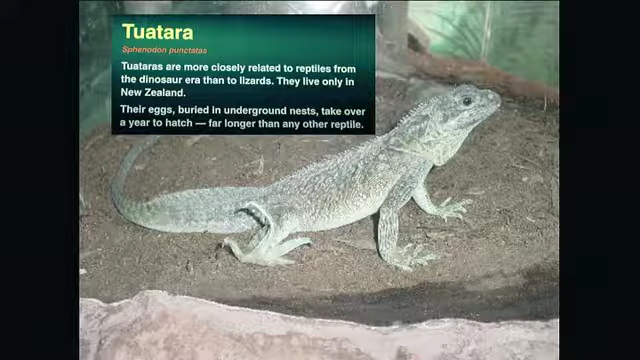 Tuatara
Sphenodon punctatas
Tuataras are more closely related to reptiles from
the dinosaur era than to lizards. They live only in
New Zealand.
Their eggs, buried in underground nests, take over
a year to hatch — far longer than any other reptile.